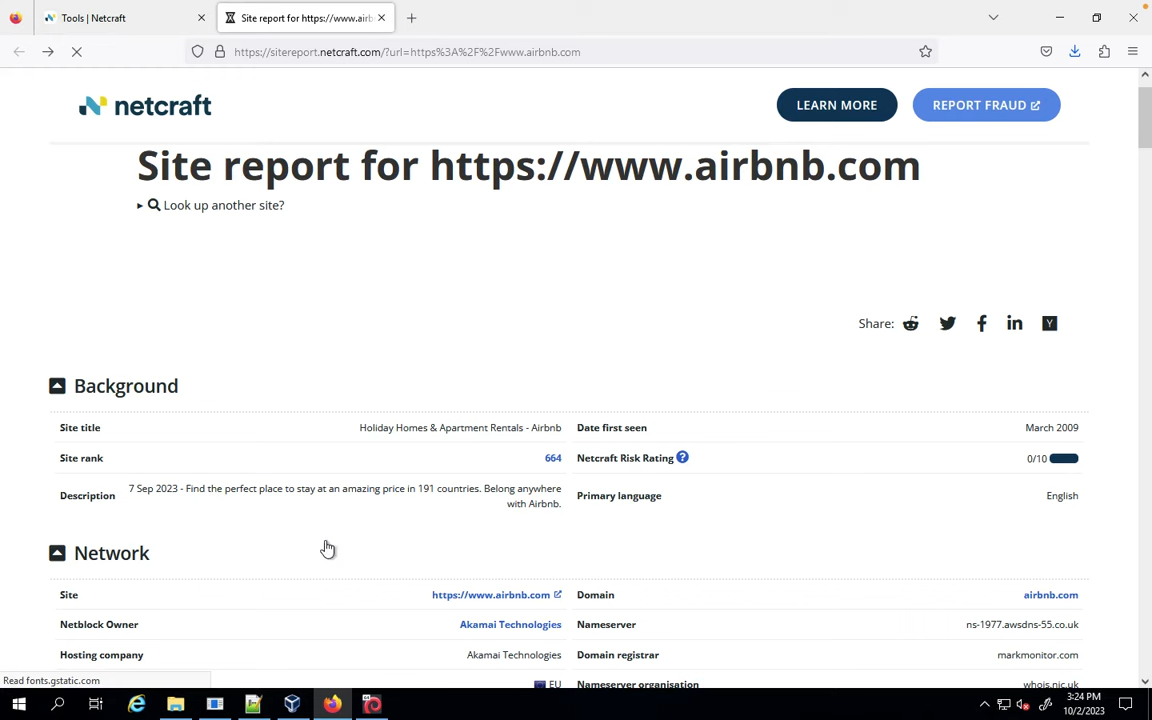 Tools | Netcraft
Site report for https://www.airb
https://sitereport.netcraft.com/?url=https%3A%2F%2Fwww.airbnb.com
netcraft
LEARN MORE
REPORT FRAUD
Site report for https://www.airbnb.com
Look up another site?
Share:
Background
Site title Holiday Homes & Apartment Rentals - Airbnb Date first seen March 2009
Site rank 664 Netcraft Risk Rating ? 0/10
Description 7 Sep 2023 - Find the perfect place to stay at an amazing price in 191 countries. Belong anywhere
with Airbnb. Primary language English
Network
Site https://www.airbnb.com Domain airbnb.com
Netblock Owner Akamai Technologies Nameserver ns-1977.awsdns-55.co.uk
Hosting company Akamai Technologies Domain registrar markmonitor.com
EU Nameserver organisation whois.nic.uk
Read fonts.gstatic.com
3:24 PM
10/2/2023